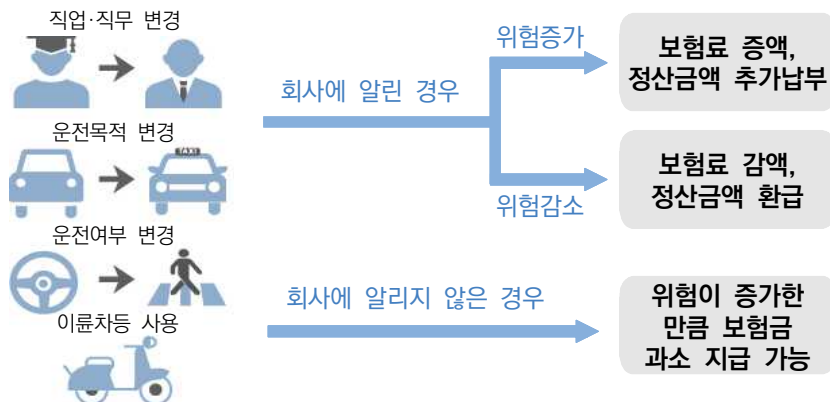 직업·직무 변경
운전목적 변경
TAXI
운전여부 변경
이륜차등 사용
회사에 알린 경우
위험증가
보험료 증액,
정산금액 추가납부
위험감소
보험료 감액,
정산금액 환급
회사에 알리지 않은 경우
위험이 증가한
만큼 보험금
과소 지급 가능